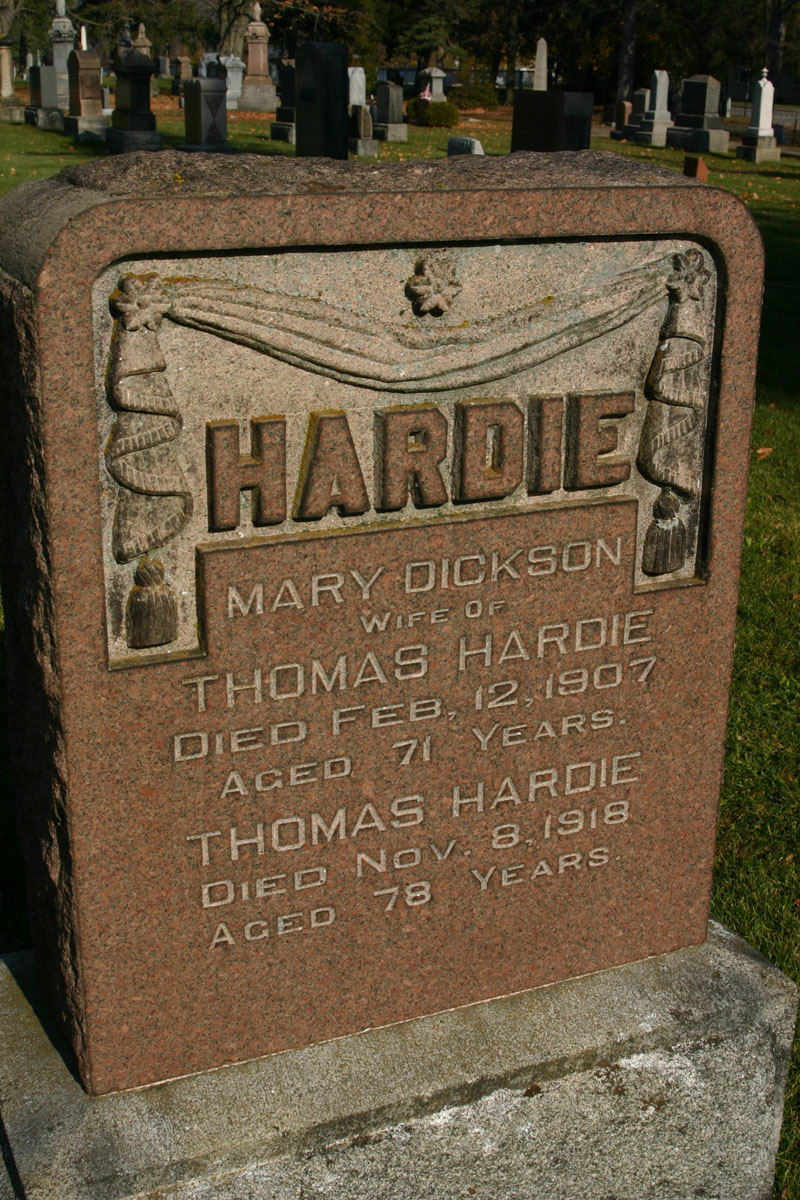 HARDIE
MARY DICKSON
WIFE OF
THOMAS HARDIE
DIED FEB, 12, 1907
AGED 71 YEARS.
THOMAS HARDIE
DIED NOV. 8, 1918
AGED 78 YEARS.